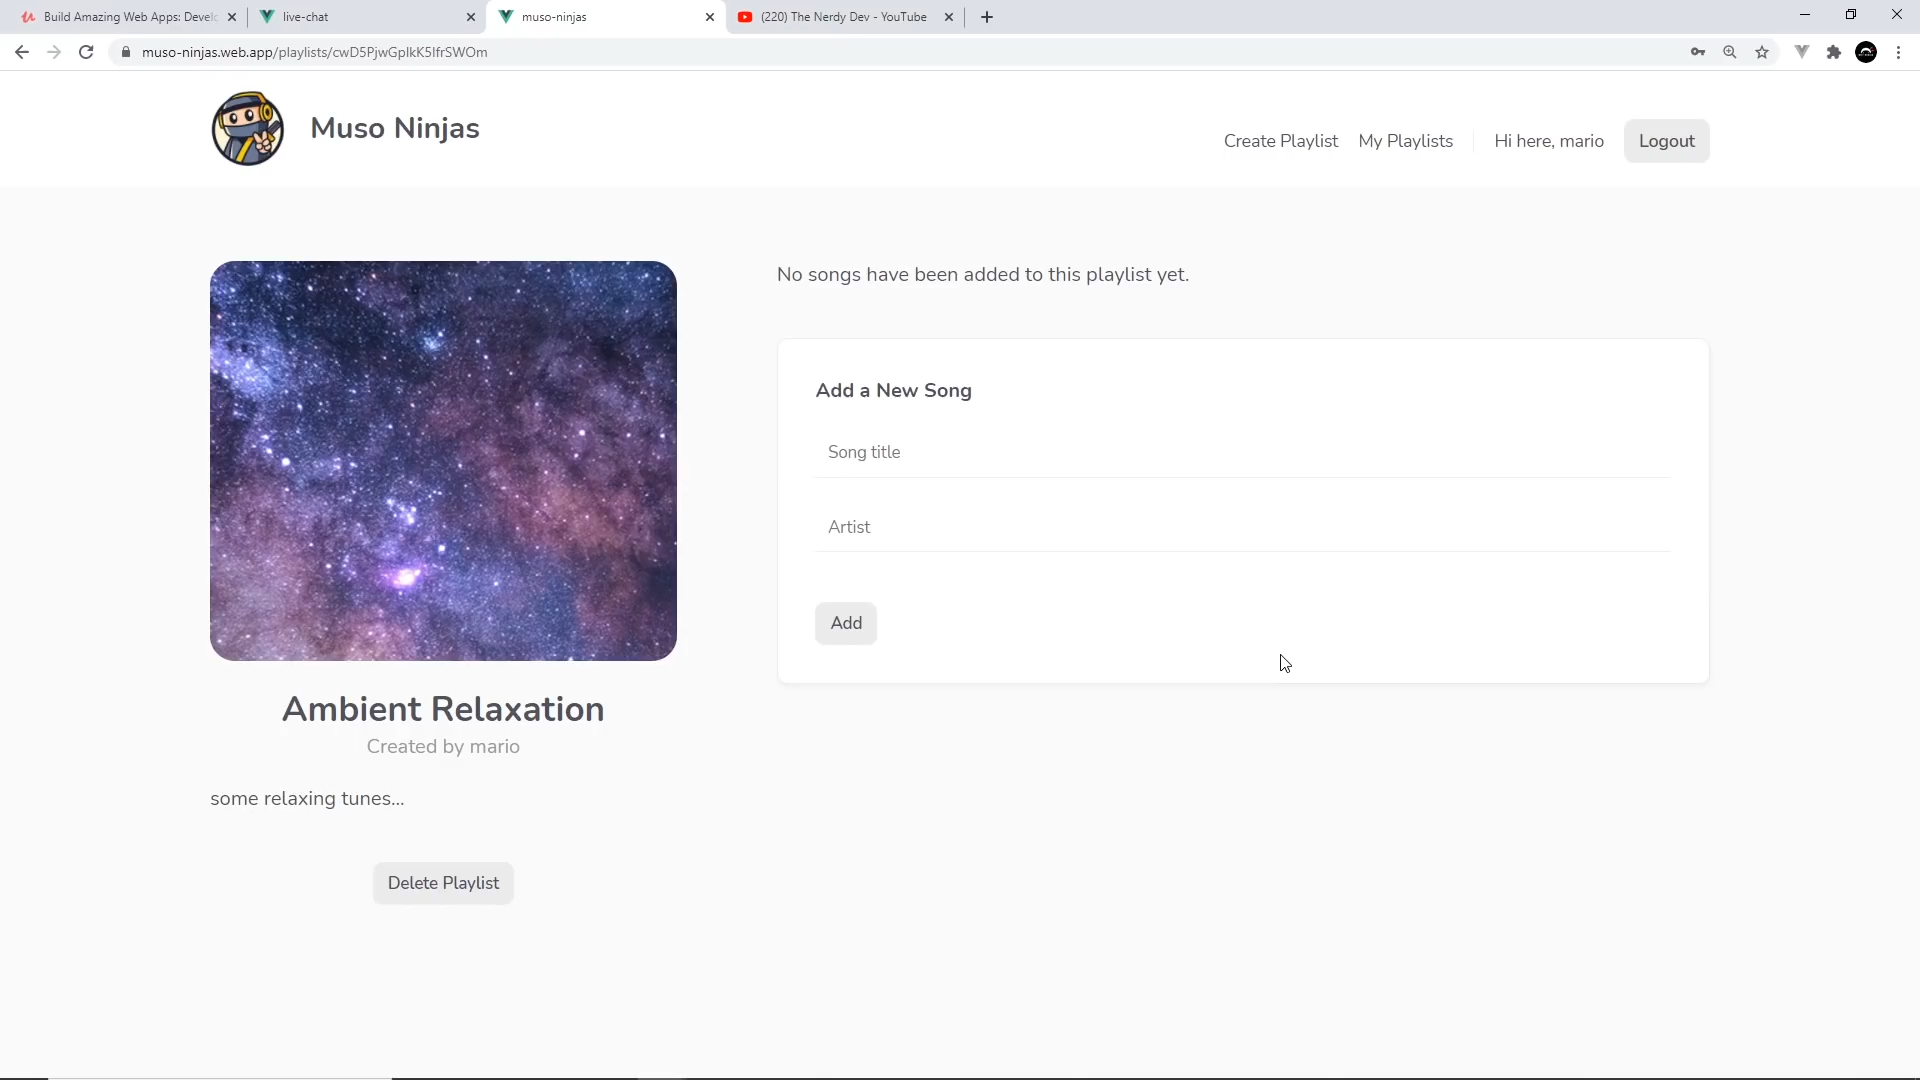 Build Amazing Web Apps: Develo
live-chat
muso-ninjas
(220) The Nerdy Dev - YouTube
muso-ninjas.web.app/playlists/cwD5PjwGplkK5lfrSWOm
Muso Ninjas
Create Playlist
My Playlists
Hi here, mario
Logout
No songs have been added to this playlist yet.
Add a New Song
Song title
Artist
Add
Ambient Relaxation
Created by mario
some relaxing tunes...
Delete Playlist